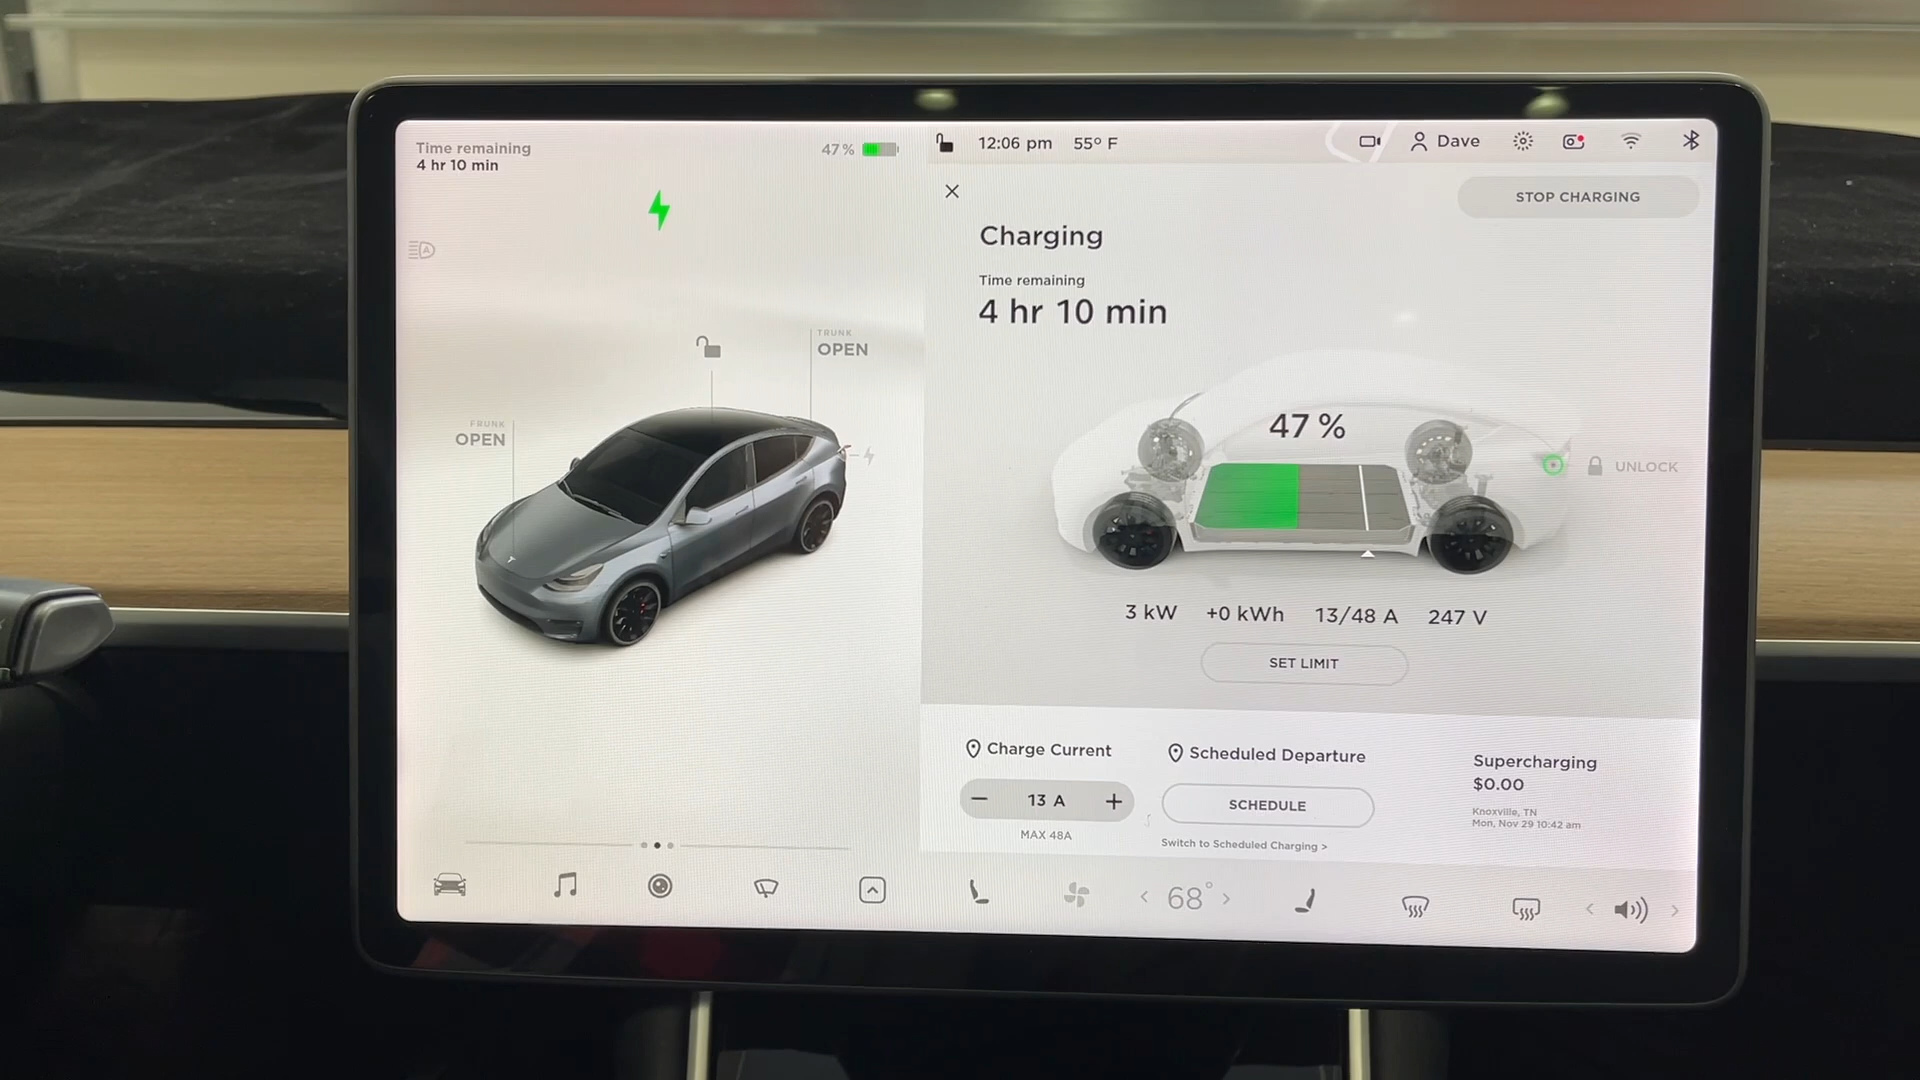 Time remaining
4 hr 10 min
47 %
12:06 pm 55° F
Dave
STOP CHARGING
Charging
Time remaining
4 hr 10 min
TRUNK
OPEN
FRUNK
OPEN
47 %
UNLOCK
3 kW +0 kWh 13/48 A 247 V
SET LIMIT
Charge Current
13 A
MAX 48A
Scheduled Departure
SCHEDULE
Switch to Scheduled Charging >
Supercharging
$0.00
Knoxville, TN
Mon, Nov 29 10:42 am
68°